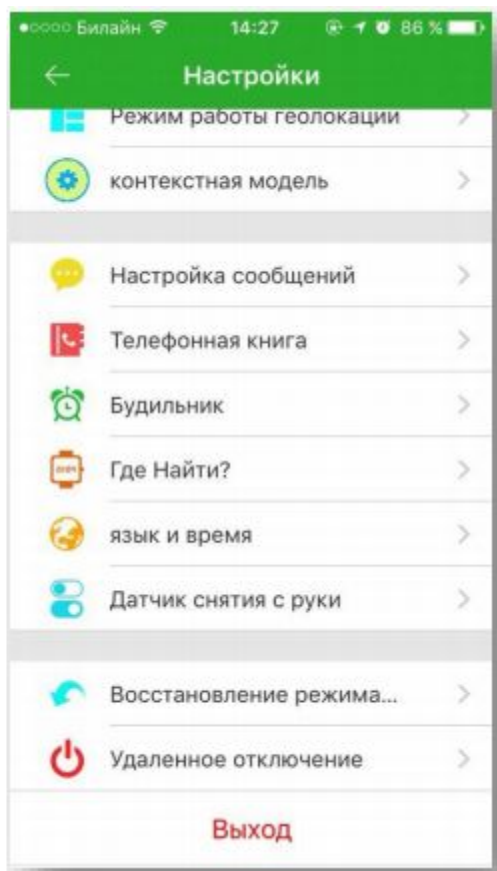 Билайн 14:27 86 %
Настройки
Режим работы геолокации
контекстная модель
Настройка сообщений
Телефонная книга
Будильник
Где Найти?
язык и время
Датчик снятия с руки
Восстановление режима...
Удаленное отключение
Выход